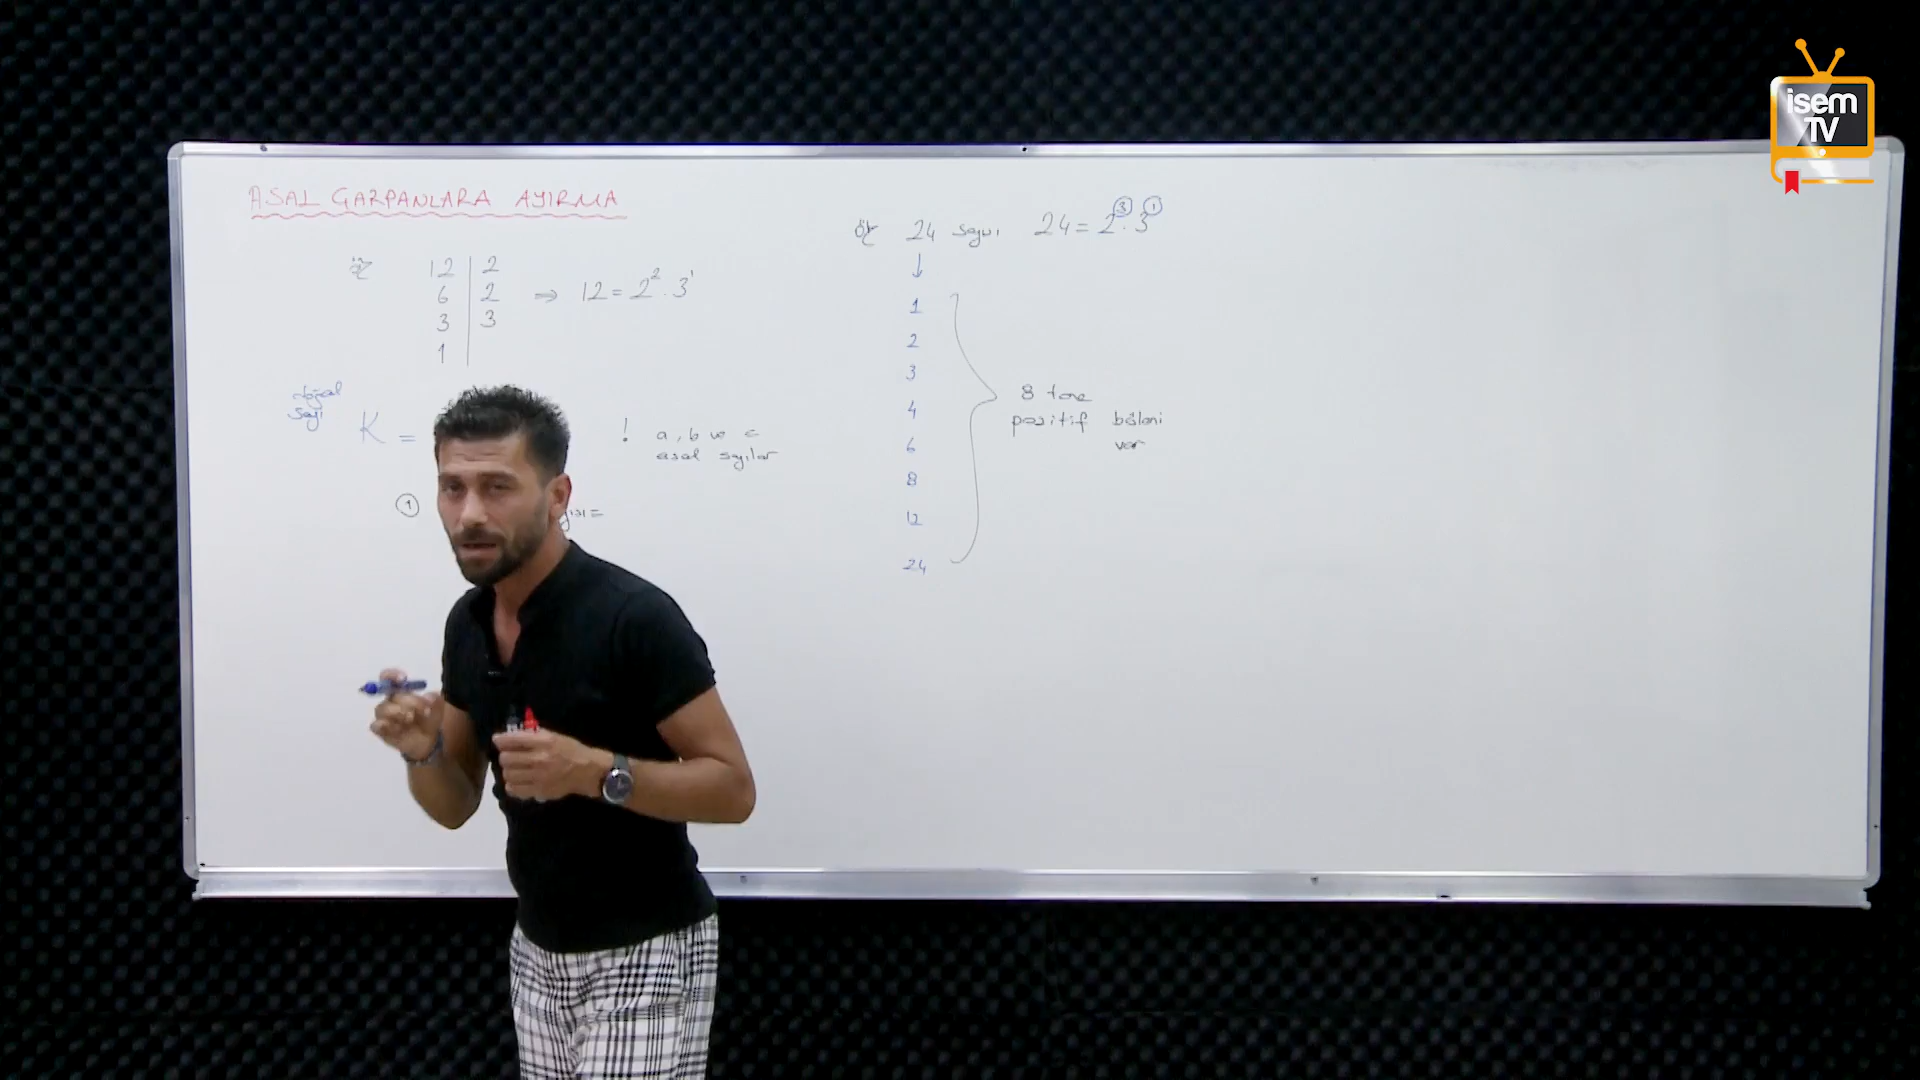 isem
TV
ASAL ÇARPANLARA AYIRMA
ör
12 | 2
6 | 2
3 | 3
1
⇒ 12 = 2² . 3¹
doğal
sayı
K =
! a, b ve c
asal sayılar
①
ör 24 sayısı 24 = 2³ . 3¹
↓
1
2
3
4
6
8
12
24
8 tane
pozitif böleni
var